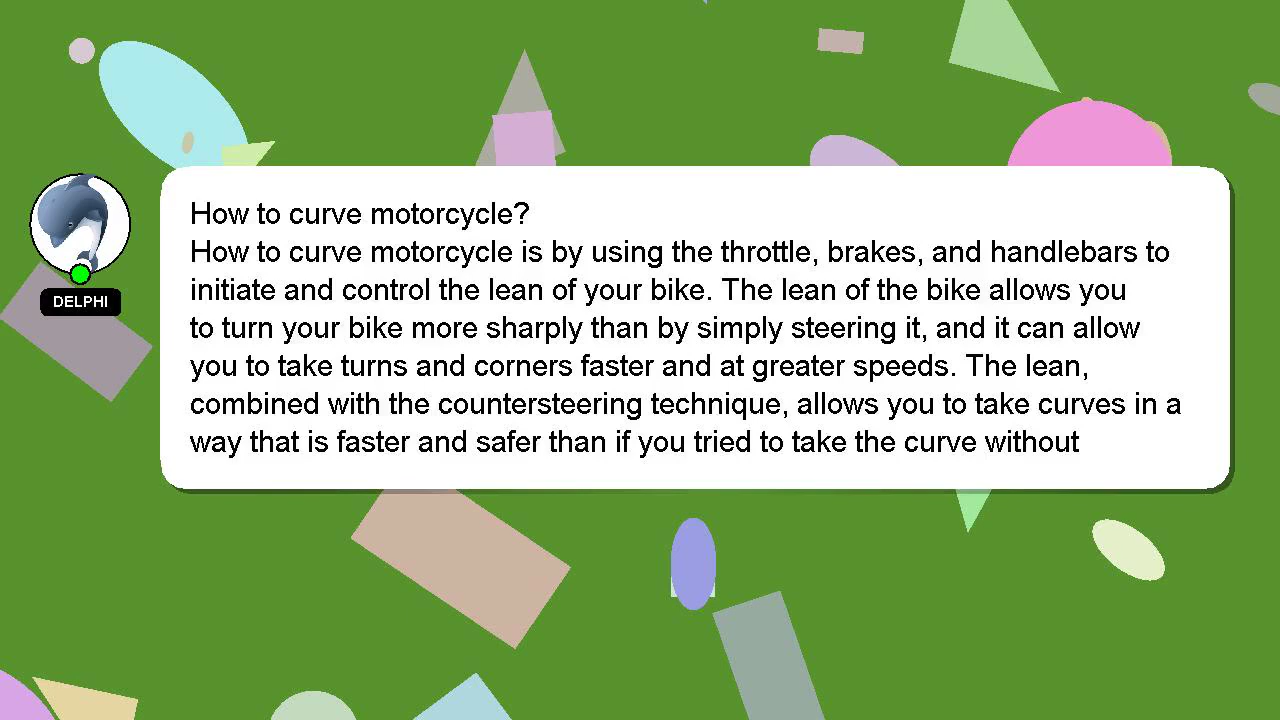 How to curve motorcycle?
How to curve motorcycle is by using the throttle, brakes, and handlebars to
initiate and control the lean of your bike. The lean of the bike allows you
to turn your bike more sharply than by simply steering it, and it can allow
you to take turns and corners faster and at greater speeds. The lean,
combined with the countersteering technique, allows you to take curves in a
way that is faster and safer than if you tried to take the curve without
DELPHI